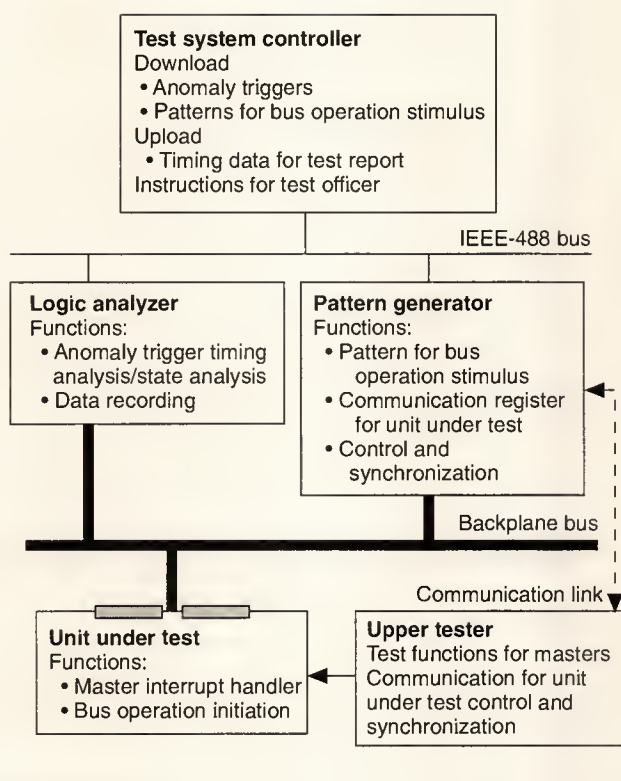 Test system controller
Download
• Anomaly triggers
• Patterns for bus operation stimulus
Upload
• Timing data for test report
Instructions for test officer
IEEE-488 bus
Logic analyzer
Functions:
• Anomaly trigger timing
analysis/state analysis
• Data recording
Pattern generator
Functions:
• Pattern for bus
operation stimulus
• Communication register
for unit under test
• Control and
synchronization
Backplane bus
Communication link
Unit under test
Functions:
• Master interrupt handler
• Bus operation initiation
Upper tester
Test functions for masters
Communication for unit
under test control and
synchronization